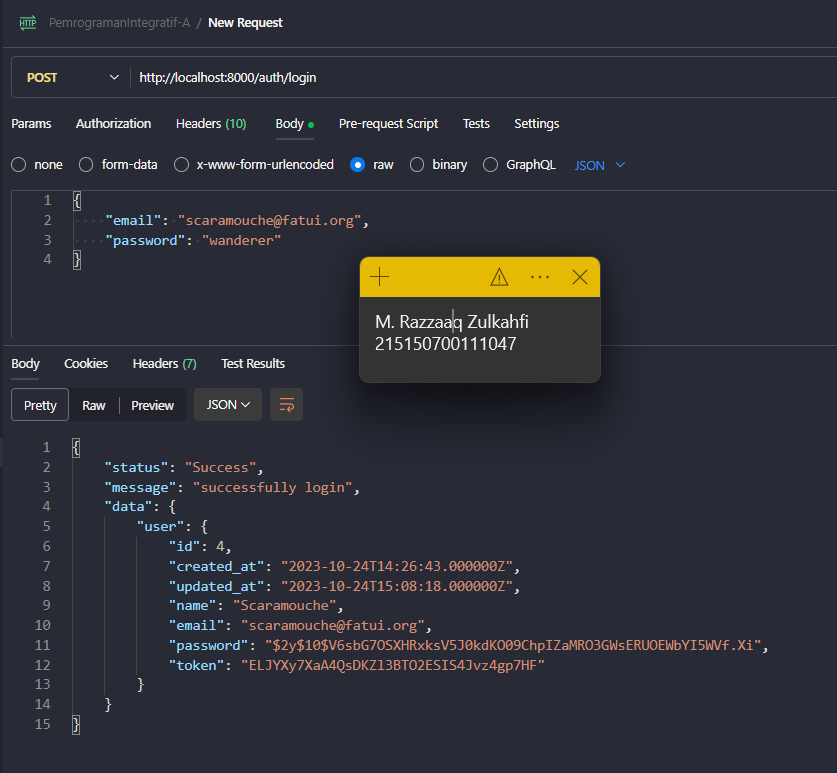 HTTP PemrogramanIntegratif-A / New Request
POST http://localhost:8000/auth/login
Params Authorization Headers (10) Body Pre-request Script Tests Settings
none form-data x-www-form-urlencoded raw binary GraphQL JSON
1 {
2 "email": "scaramouche@fatui.org",
3 "password": "wanderer"
4 }
M. Razzaaq Zulkahfi
215150700111047
Body Cookies Headers (7) Test Results
Pretty Raw Preview JSON
1 {
2 "status": "Success",
3 "message": "successfully login",
4 "data": {
5 "user": {
6 "id": 4,
7 "created_at": "2023-10-24T14:26:43.000000Z",
8 "updated_at": "2023-10-24T15:08:18.000000Z",
9 "name": "Scaramouche",
10 "email": "scaramouche@fatui.org",
11 "password": "$2y$10$V6sbG7OSXHRxksV5J0kdKO09ChpIZaMRO3GWsERUOEWbYI5WVf.Xi",
12 "token": "ELJYXy7XaA4QsDKZl3BTO2ESIS4Jvz4gp7HF"
13 }
14 }
15 }